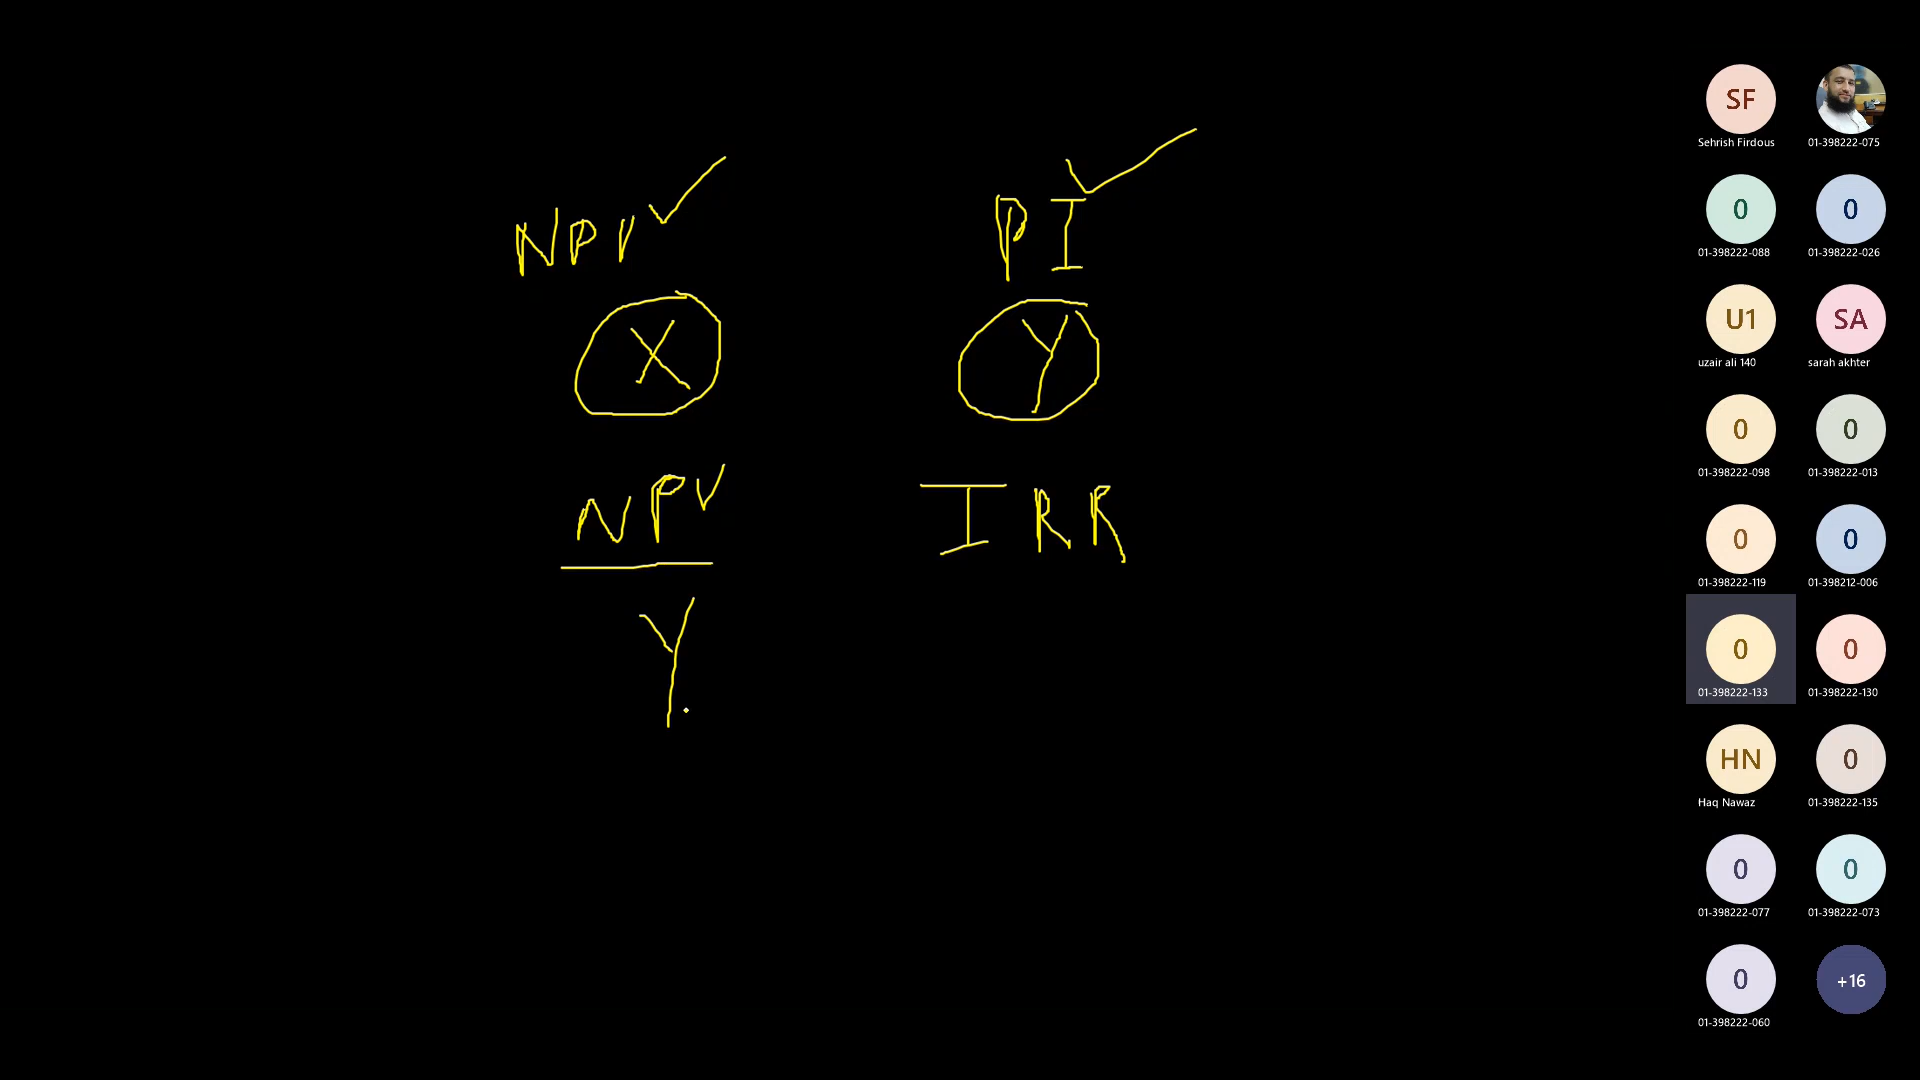 NPV ✓ PI ✓
X Y
NPV IRR
Y
SF
Sehrish Firdous 01-398222-075
0 0
01-398222-088 01-398222-026
U1 SA
uzair ali 140 sarah akhter
0 0
01-398222-098 01-398222-013
0 0
01-398222-119 01-398212-006
0 0
01-398222-133 01-398222-130
HN 0
Haq Nawaz 01-398222-135
0 0
01-398222-077 01-398222-073
0 +16
01-398222-060